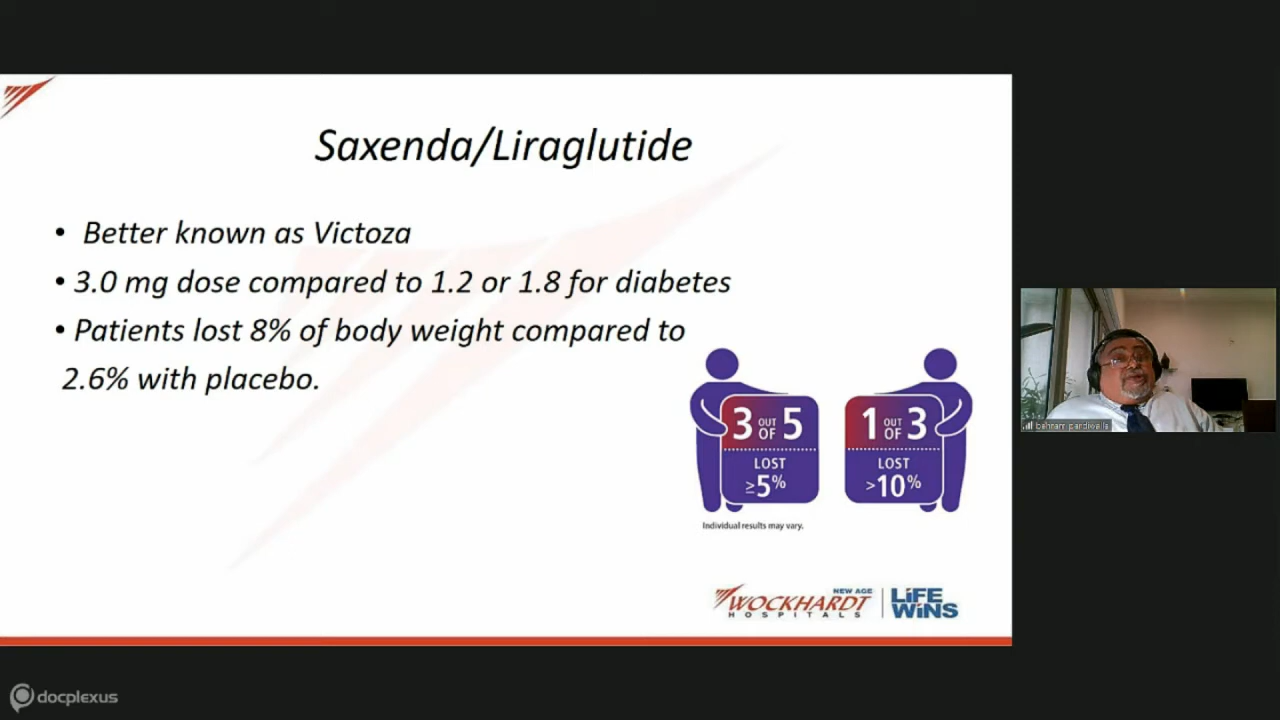 Saxenda/Liraglutide
• Better known as Victoza
• 3.0 mg dose compared to 1.2 or 1.8 for diabetes
• Patients lost 8% of body weight compared to
2.6% with placebo.
3 OUT OF 5
LOST
≥5%
1 OUT OF 3
LOST
>10%
Individual results may vary.
NEW AGE
WOCKHARDT
HOSPITALS
LiFE
WiNS
bahram pardiwalla
docplexus